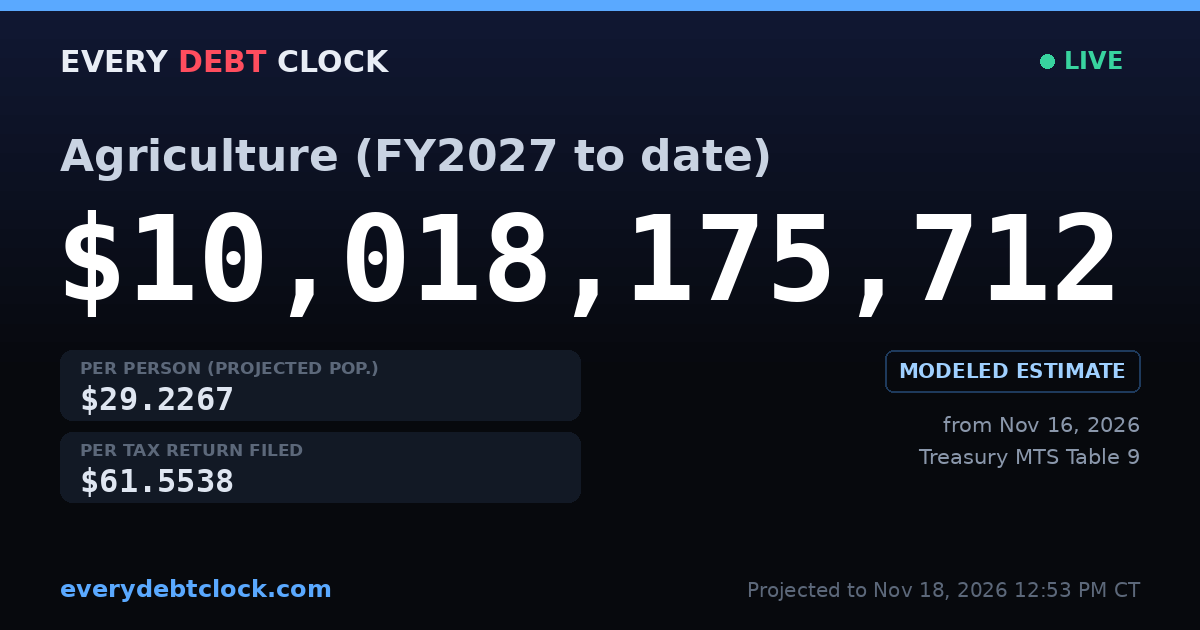 EVERY DEBT CLOCK
LIVE
Agriculture (FY2027 to date)
$10,018,175,712
PER PERSON (PROJECTED POP.)
$29.2267
PER TAX RETURN FILED
$61.5538
MODELED ESTIMATE
from Nov 16, 2026
Treasury MTS Table 9
everydebtclock.com
Projected to Nov 18, 2026 12:53 PM CT